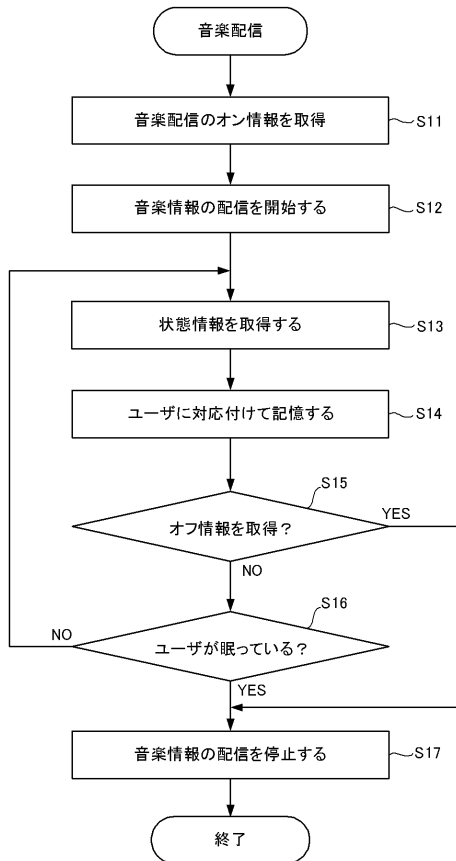 音楽配信
音楽配信のオン情報を取得
S11
音楽情報の配信を開始する
S12
状態情報を取得する
S13
ユーザに対応付けて記憶する
S14
S15
オフ情報を取得？
YES
NO
S16
ユーザが眠っている？
NO
YES
音楽情報の配信を停止する
S17
終了